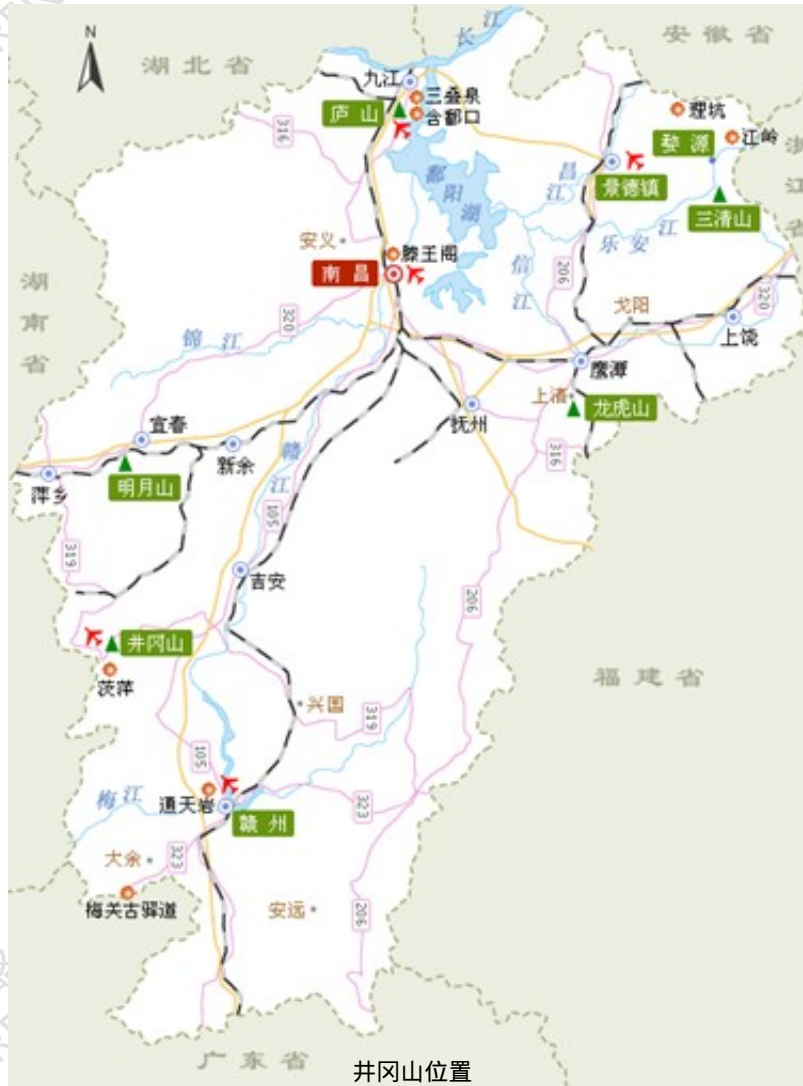 N
长江
安徽省
湖北省
九江
三叠泉
含鄱口
庐山
316
理坑
江岭
婺源
浙江省
景德镇
昌江
鄱阳湖
三清山
乐安江
安义
滕王阁
信江
206
南昌
湖南省
弋阳
320
320
上饶
锦江
鹰潭
上清
龙虎山
抚州
宜春
新余
赣江
316
萍乡
明月山
105
319
吉安
206
井冈山
茨萍
福建省
兴国
319
105
梅江
通天岩
赣州
323
大余
323
梅关古驿道
安远
206
广东省
井冈山位置